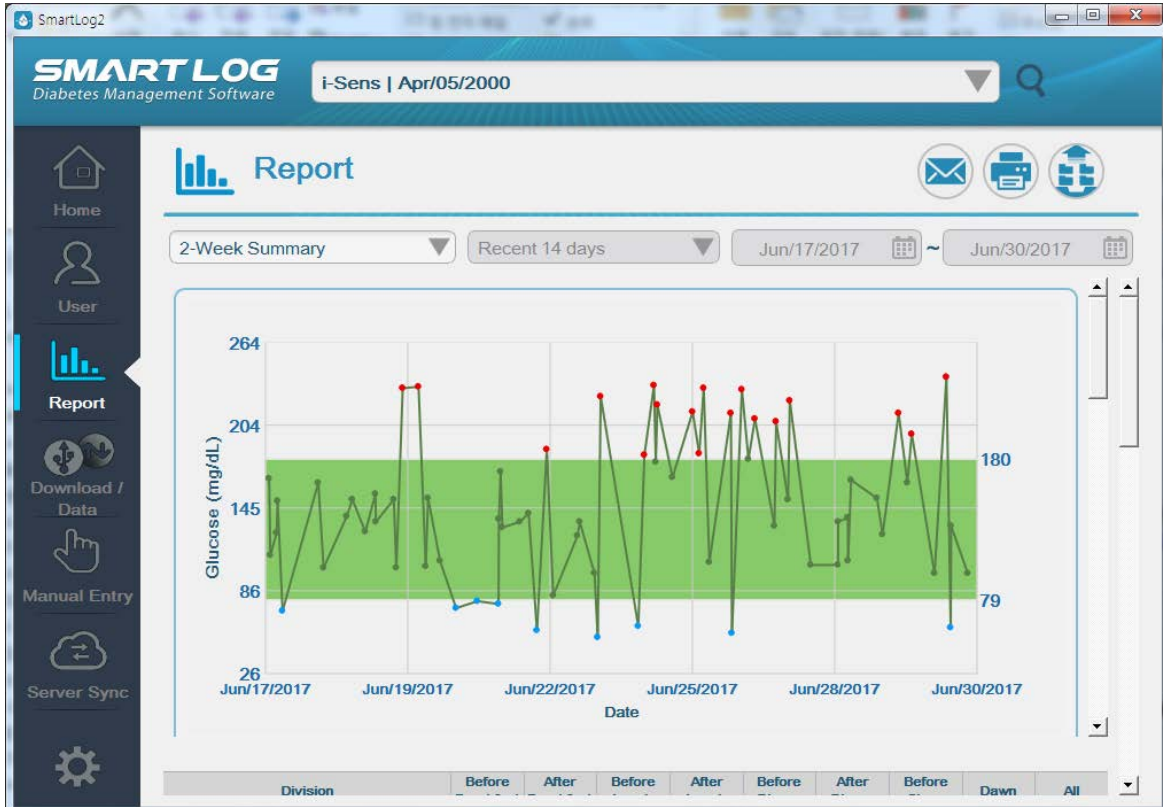 SmartLog2
SMART LOG
Diabetes Management Software
i-Sens | Apr/05/2000
Home
User
Report
Download /
Data
Manual Entry
Server Sync
Report
2-Week Summary
Recent 14 days
Jun/17/2017
~
Jun/30/2017
264
204
145
86
26
Glucose (mg/dL)
180
79
Jun/17/2017
Jun/19/2017
Jun/22/2017
Jun/25/2017
Jun/28/2017
Jun/30/2017
Date
Division
Before
After
Before
After
Before
After
Before
Dawn
All